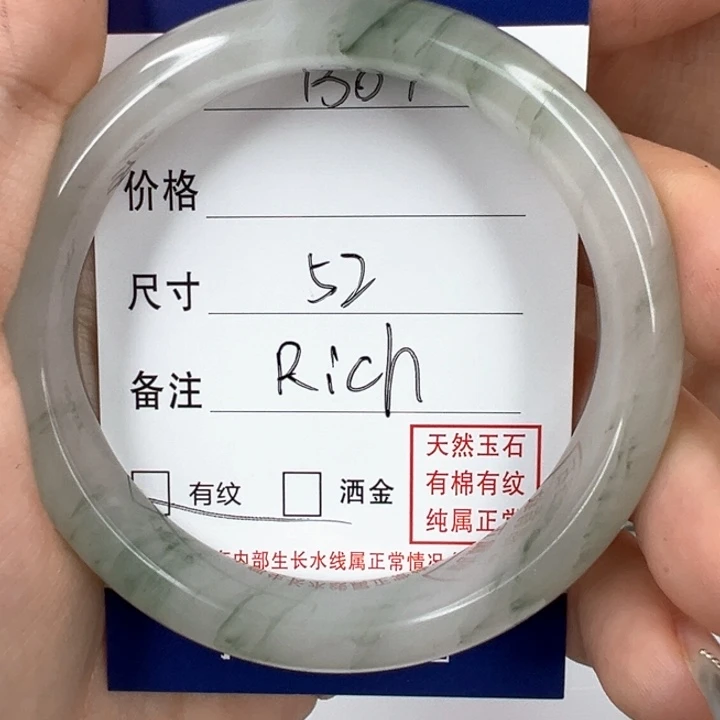 价格
尺寸 52
备注 Rich
有纹 洒金
天然玉石
有棉有纹
纯属正常
内部生长水线属正常情况